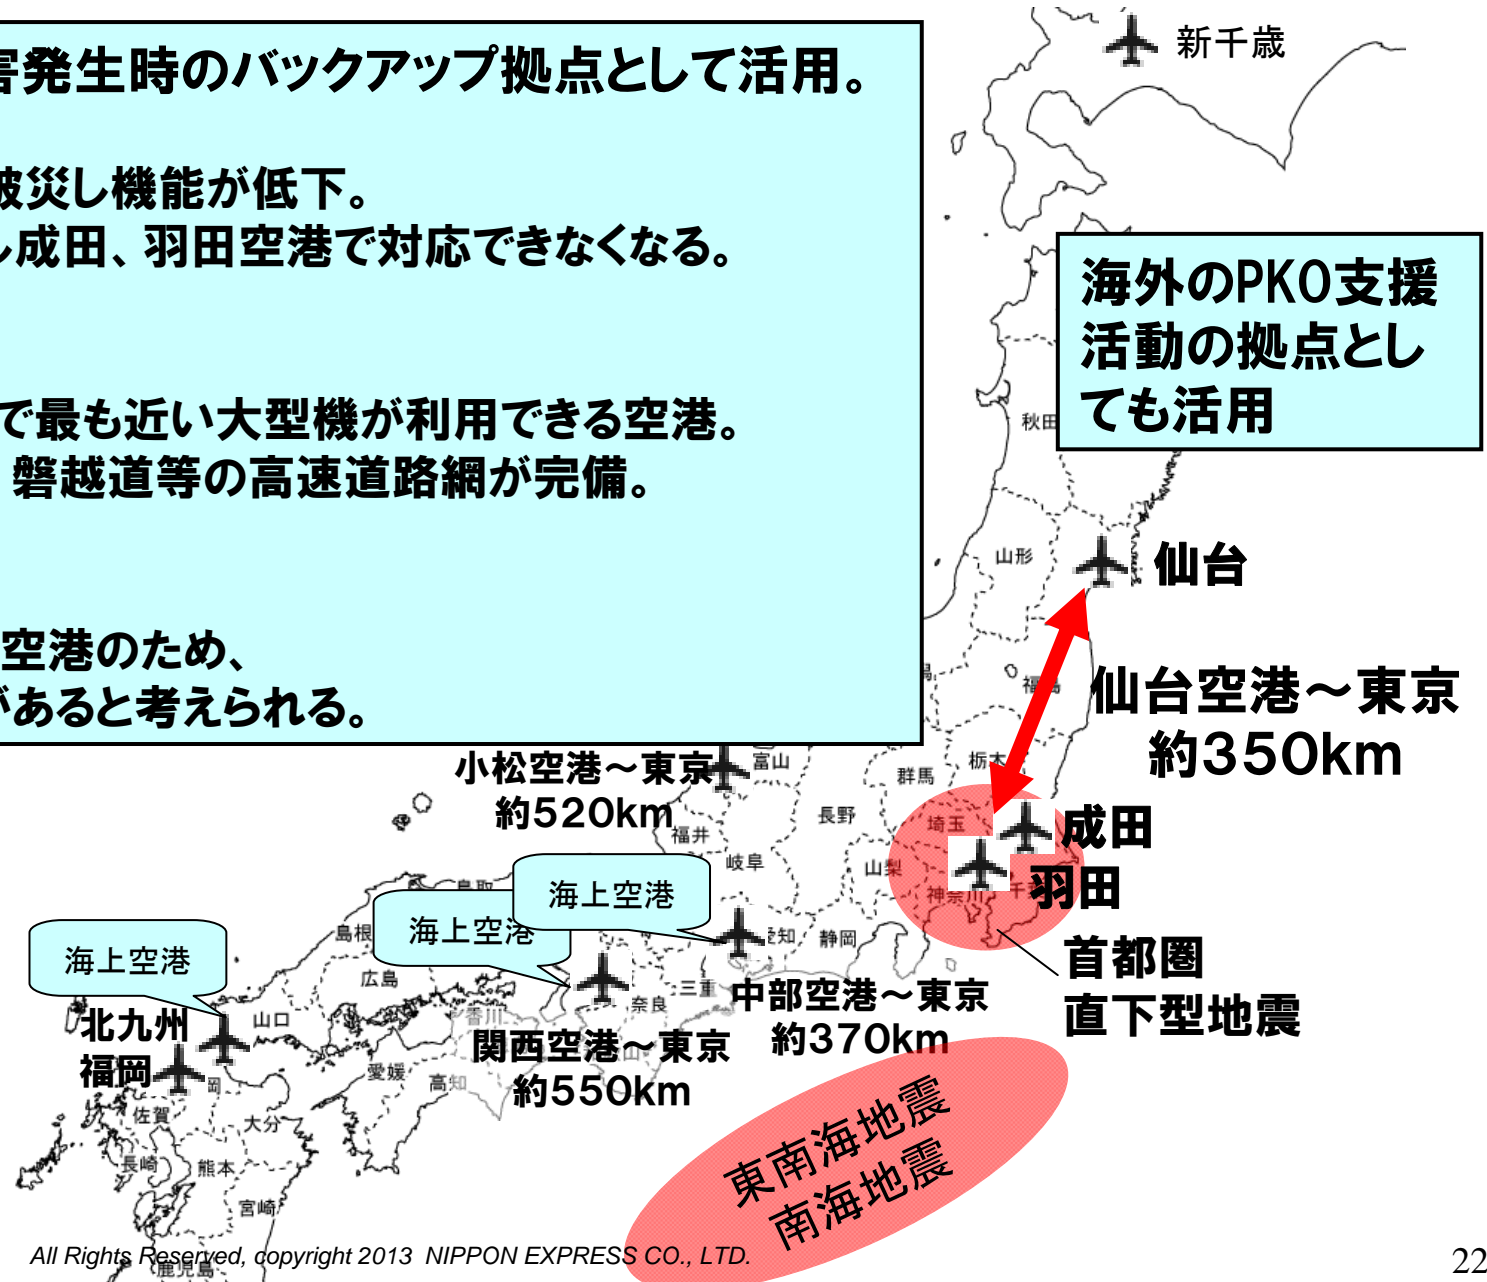 害発生時のバックアップ拠点として活用。
被災し機能が低下。
し成田、羽田空港で対応できなくなる。
で最も近い大型機が利用できる空港。
磐越道等の高速道路網が完備。
空港のため、
があると考えられる。
新千歳
海外のPKO支援
活動の拠点とし
ても活用
秋田
山形
仙台
福島
仙台空港～東京
約350km
小松空港～東京
約520km
富山
群馬
栃木
長野
埼玉
成田
福井
岐阜
山梨
羽田
神奈川
千葉
鳥取
海上空港
海上空港
海上空港
島根
愛知
静岡
首都圏
直下型地震
広島
奈良
三重
中部空港～東京
約370km
北九州
福岡
山口
香川
関西空港～東京
約550km
愛媛
高知
佐賀
大分
長崎
熊本
宮崎
鹿児島
東南海地震
南海地震
All Rights Reserved, copyright 2013 NIPPON EXPRESS CO., LTD.
22